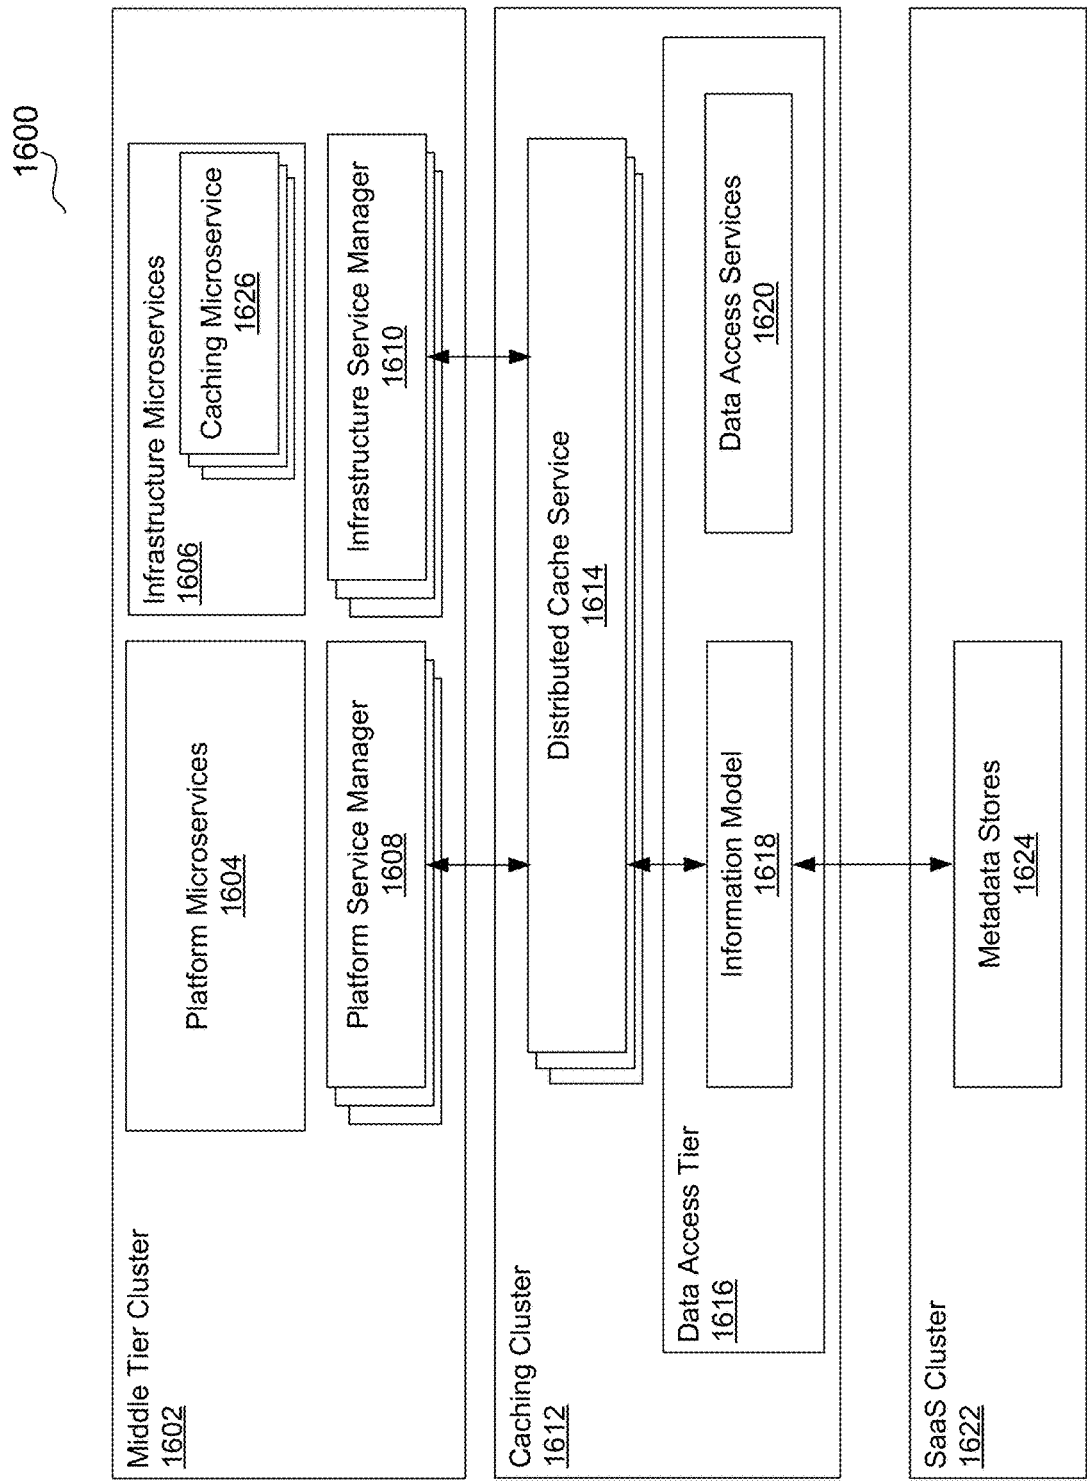 1600
Middle Tier Cluster
1602
Platform Microservices
1604
Infrastructure Microservices
1606
Caching Microservice
1626
Platform Service Manager
1608
Infrastructure Service Manager
1610
Caching Cluster
1612
Distributed Cache Service
1614
Data Access Tier
1616
Information Model
1618
Data Access Services
1620
SaaS Cluster
1622
Metadata Stores
1624